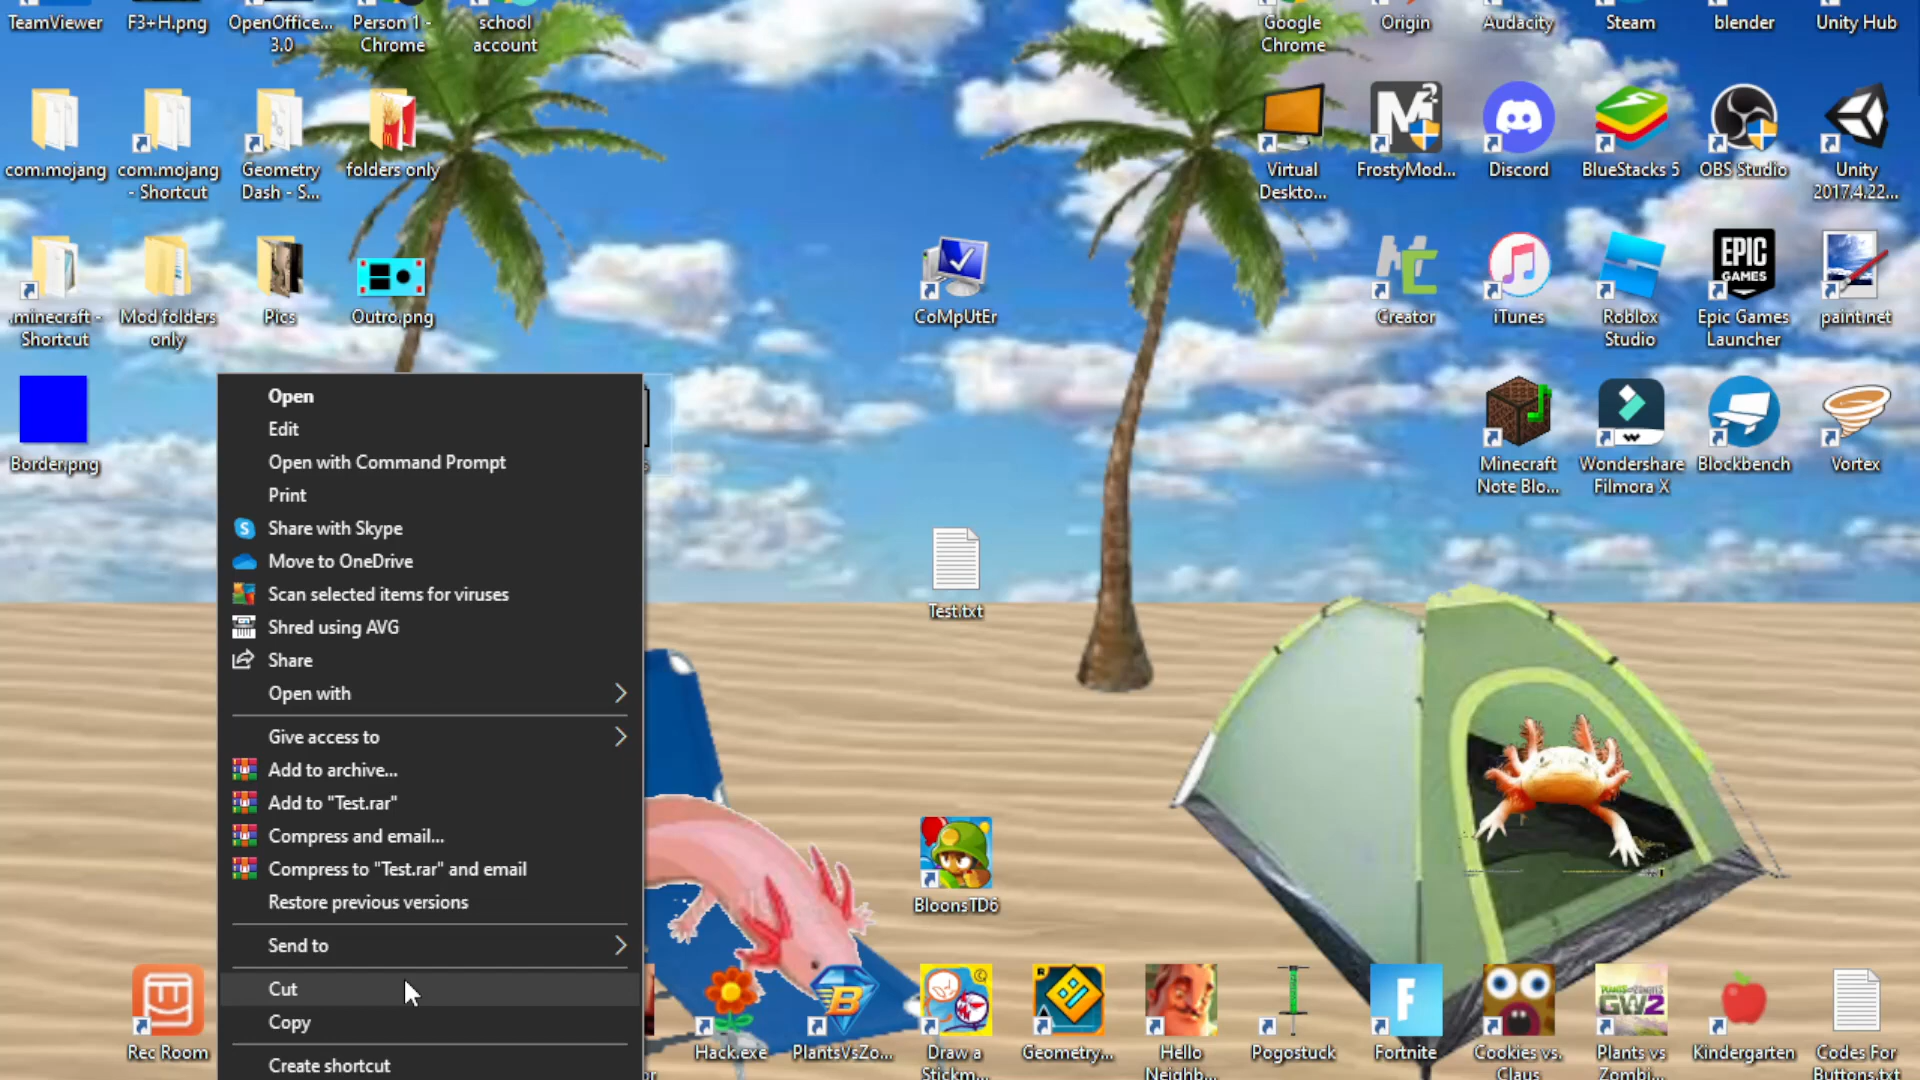 TeamViewer
F3+H.png
OpenOffice...
3.0
Person 1 -
Chrome
school
account
Google
Chrome
Origin
Audacity
Steam
blender
Unity Hub
com.mojang
com.mojang
- Shortcut
Geometry
Dash - S...
folders only
Virtual
Deskto...
FrostyMod...
Discord
BlueStacks 5
OBS Studio
Unity
2017.4.22...
.minecraft -
Shortcut
Mod folders
only
Pics
Outro.png
CoMpUtEr
Creator
iTunes
Roblox
Studio
EPIC
GAMES
Epic Games
Launcher
paint.net
Border.png
Minecraft
Note Blo...
Wondershare
Filmora X
Blockbench
Vortex
Open
Edit
Open with Command Prompt
Print
Share with Skype
Move to OneDrive
Scan selected items for viruses
Shred using AVG
Share
Open with
Give access to
Add to archive...
Add to "Test.rar"
Compress and email...
Compress to "Test.rar" and email
Restore previous versions
Send to
Cut
Copy
Create shortcut
Test.txt
BloonsTD6
Rec Room
Hack.exe
PlantsVsZo...
Draw a
Stickm...
Geometry...
Hello
Neighb...
Pogostuck
Fortnite
Cookies vs.
Claus
PLANTS VS ZOMBIES
GW2
Plants vs
Zombi...
Kindergarten
Codes For
Buttons.txt